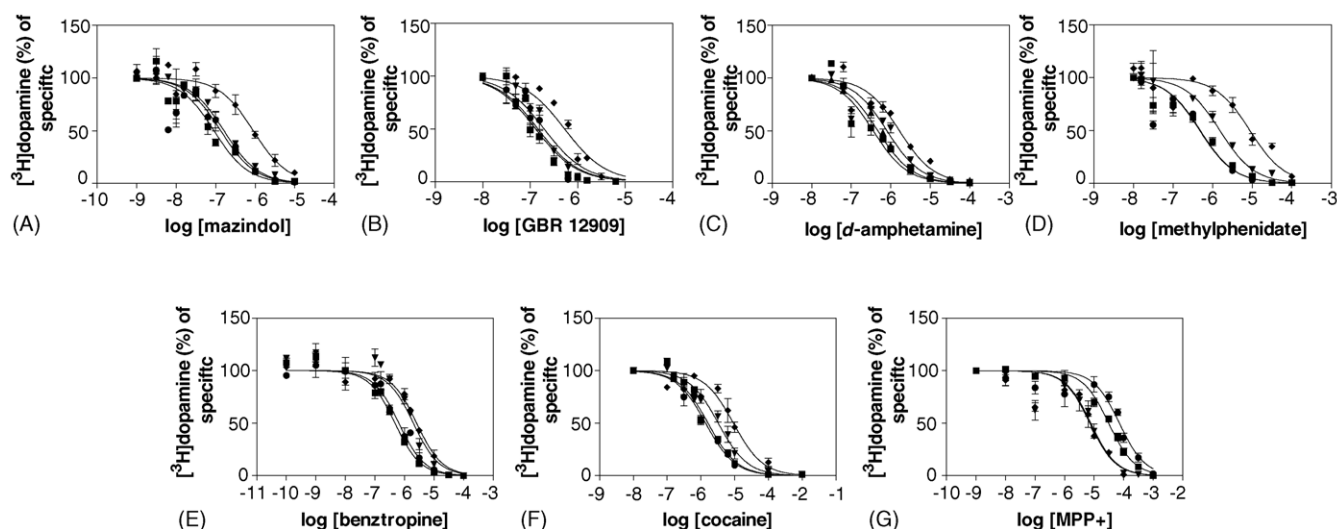 [³H]dopamine (%) of
speciftc
150
100
50
0
-10 -9 -8 -7 -6 -5 -4
(A)
log [mazindol]
[³H]dopamine (%) of
speciftc
150
100
50
0
-9 -8 -7 -6 -5 -4
(B)
log [GBR 12909]
[³H]dopamine (%) of
speciftc
150
100
50
0
-9 -8 -7 -6 -5 -4 -3
(C)
log [d-amphetamine]
[³H]dopamine (%) of
speciftc
150
100
50
0
-9 -8 -7 -6 -5 -4 -3
(D)
log [methylphenidate]
[³H]dopamine (%) of
speciftc
150
100
50
0
-11 -10 -9 -8 -7 -6 -5 -4 -3
(E)
log [benztropine]
[³H]dopamine (%) of
speciftc
150
100
50
0
-9 -8 -7 -6 -5 -4 -3 -2 -1
(F)
log [cocaine]
[³H]dopamine (%) of
speciftc
150
100
50
0
-10 -9 -8 -7 -6 -5 -4 -3 -2
(G)
log [MPP+]